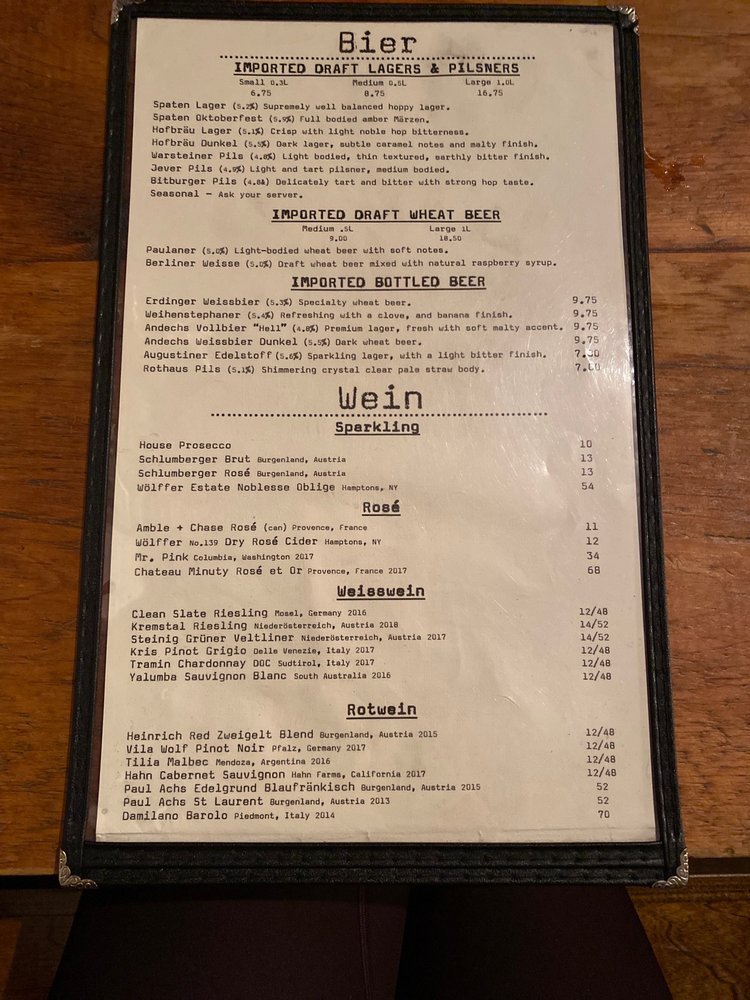 Bier
IMPORTED DRAFT LAGERS & PILSNERS
Small 0.3L Medium 0.5L Large 1.0L
6.75 8.75 16.75
Spaten Lager (5.2%) Supremely well balanced hoppy lager.
Spaten Oktoberfest (5.9%) Full bodied amber Märzen.
Hofbräu Lager (5.1%) Crisp with light noble hop bitterness.
Hofbräu Dunkel (5.5%) Dark lager, subtle caramel notes and malty finish.
Warsteiner Pils (4.8%) Light bodied, thin textured, earthly bitter finish.
Jever Pils (4.9%) Light and tart pilsner, medium bodied.
Bitburger Pils (4.8&) Delicately tart and bitter with strong hop taste.
Seasonal – Ask your server.
IMPORTED DRAFT WHEAT BEER
Medium .5L Large 1L
9.00 18.50
Paulaner (5.0%) Light-bodied wheat beer with soft notes.
Berliner Weisse (5.0%) Draft wheat beer mixed with natural raspberry syrup.
IMPORTED BOTTLED BEER
Erdinger Weissbier (5.3%) Specialty wheat beer. 9.75
Weihenstephaner (5.4%) Refreshing with a clove, and banana finish. 9.75
Andechs Vollbier "Hell" (4.8%) Premium lager, fresh with soft malty accent. 9.75
Andechs Weissbier Dunkel (5.5%) Dark wheat beer. 9.75
Augustiner Edelstoff (5.6%) Sparkling lager, with a light bitter finish.
Rothaus Pils (5.1%) Shimmering crystal clear pale straw body.
Wein
Sparkling
House Prosecco 10
Schlumberger Brut Burgenland, Austria 13
Schlumberger Rosé Burgenland, Austria 13
Wölffer Estate Noblesse Oblige Hamptons, NY 54
Rosé
Amble + Chase Rosé (can) Provence, France 11
Wölffer No.139 Dry Rosé Cider Hamptons, NY 12
Mr. Pink Columbia, Washington 2017 34
Chateau Minuty Rosé et Or Provence, France 2017 68
Weisswein
Clean Slate Riesling Mosel, Germany 2016 12/48
Kremstal Riesling Niederösterreich, Austria 2018 14/52
Steinig Grüner Veltliner Niederösterreich, Austria 2017 14/52
Kris Pinot Grigio Delle Venezie, Italy 2017 12/48
Tramin Chardonnay DOC Sudtirol, Italy 2017 12/48
Yalumba Sauvignon Blanc South Australia 2016 12/48
Rotwein
Heinrich Red Zweigelt Blend Burgenland, Austria 2015 12/48
Vila Wolf Pinot Noir Pfalz, Germany 2017 12/48
Tilia Malbec Mendoza, Argentina 2016 12/48
Hahn Cabernet Sauvignon Hahn Farms, California 2017 12/48
Paul Achs Edelgrund Blaufränkisch Burgenland, Austria 2015 52
Paul Achs St Laurent Burgenland, Austria 2013 52
Damilano Barolo Piedmont, Italy 2014 70